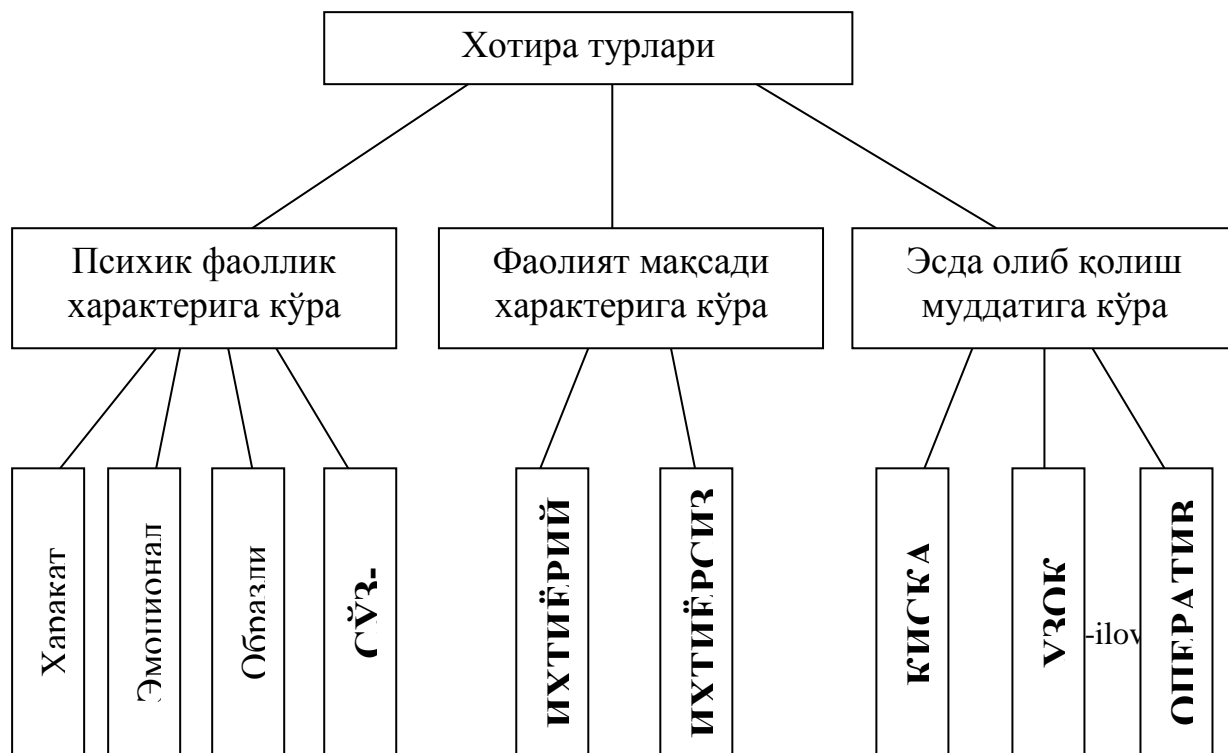 Хотира турлари
Психик фаоллик
характерига кўра
Фаолият мақсади
характерига кўра
Эсда олиб қолиш
муддатига кўра
Харакат
Эмоционал
Образли
СЎЗ-
ИХТИЁРИЙ
ИХТИЁРСИЗ
ҚИСҚА
УЗОҚ
-ilov
ОПЕРАТИВ